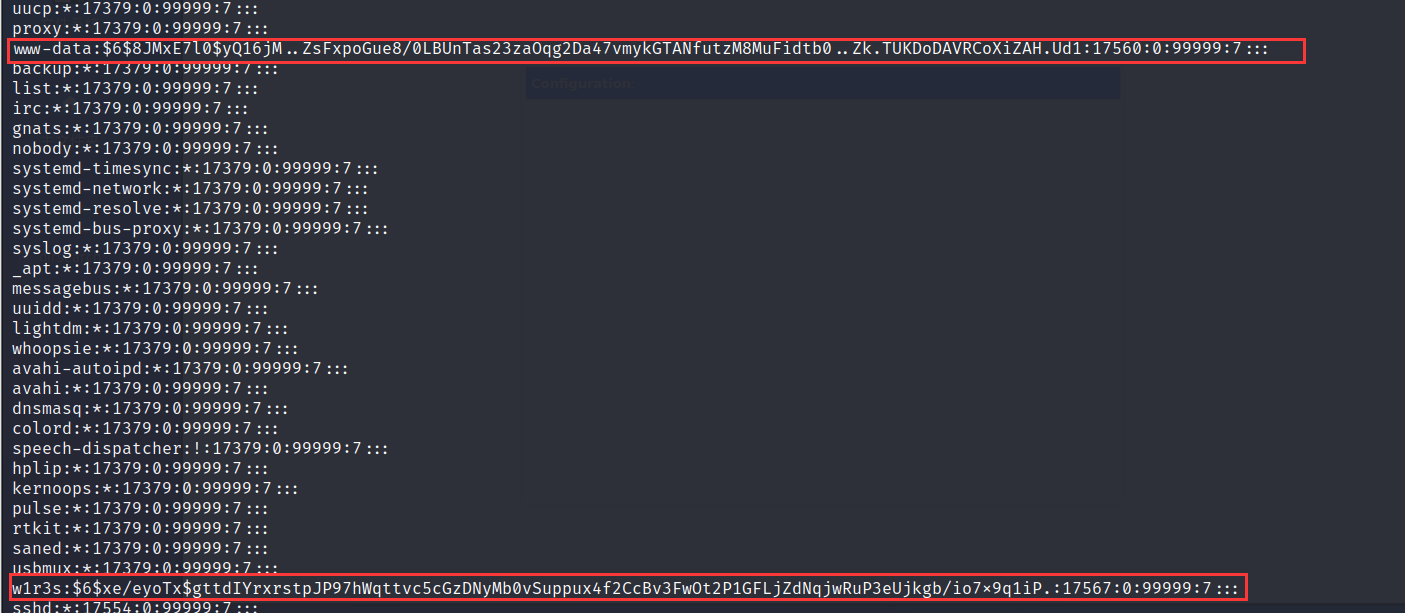 uucp:*:17379:0:99999:7:::
proxy:*:17379:0:99999:7:::
www-data:$6$8JMxE7l0$yQ16jM..ZsFxpoGue8/0LBUnTas23zaOqg2Da47vmykGTANfutzM8MuFidtb0..Zk.TUKDoDAVRCoXiZAH.Ud1:17560:0:99999:7:::
backup:*:17379:0:99999:7:::
Configuration
list:*:17379:0:99999:7:::
irc:*:17379:0:99999:7:::
gnats:*:17379:0:99999:7:::
nobody:*:17379:0:99999:7:::
systemd-timesync:*:17379:0:99999:7:::
systemd-network:*:17379:0:99999:7:::
systemd-resolve:*:17379:0:99999:7:::
systemd-bus-proxy:*:17379:0:99999:7:::
syslog:*:17379:0:99999:7:::
_apt:*:17379:0:99999:7:::
messagebus:*:17379:0:99999:7:::
uuidd:*:17379:0:99999:7:::
lightdm:*:17379:0:99999:7:::
whoopsie:*:17379:0:99999:7:::
avahi-autoipd:*:17379:0:99999:7:::
avahi:*:17379:0:99999:7:::
dnsmasq:*:17379:0:99999:7:::
colord:*:17379:0:99999:7:::
speech-dispatcher:!:17379:0:99999:7:::
hplip:*:17379:0:99999:7:::
kernoops:*:17379:0:99999:7:::
pulse:*:17379:0:99999:7:::
rtkit:*:17379:0:99999:7:::
saned:*:17379:0:99999:7:::
usbmux:*:17379:0:99999:7:::
w1r3s:$6$xe/eyoTx$gttdIYrxrstpJP97hWqttvc5cGzDNyMb0vSuppux4f2CcBv3FwOt2P1GFLjZdNqjwRuP3eUjkgb/io7x9q1iP.:17567:0:99999:7:::
sshd:*:17554:0:99999:7:::